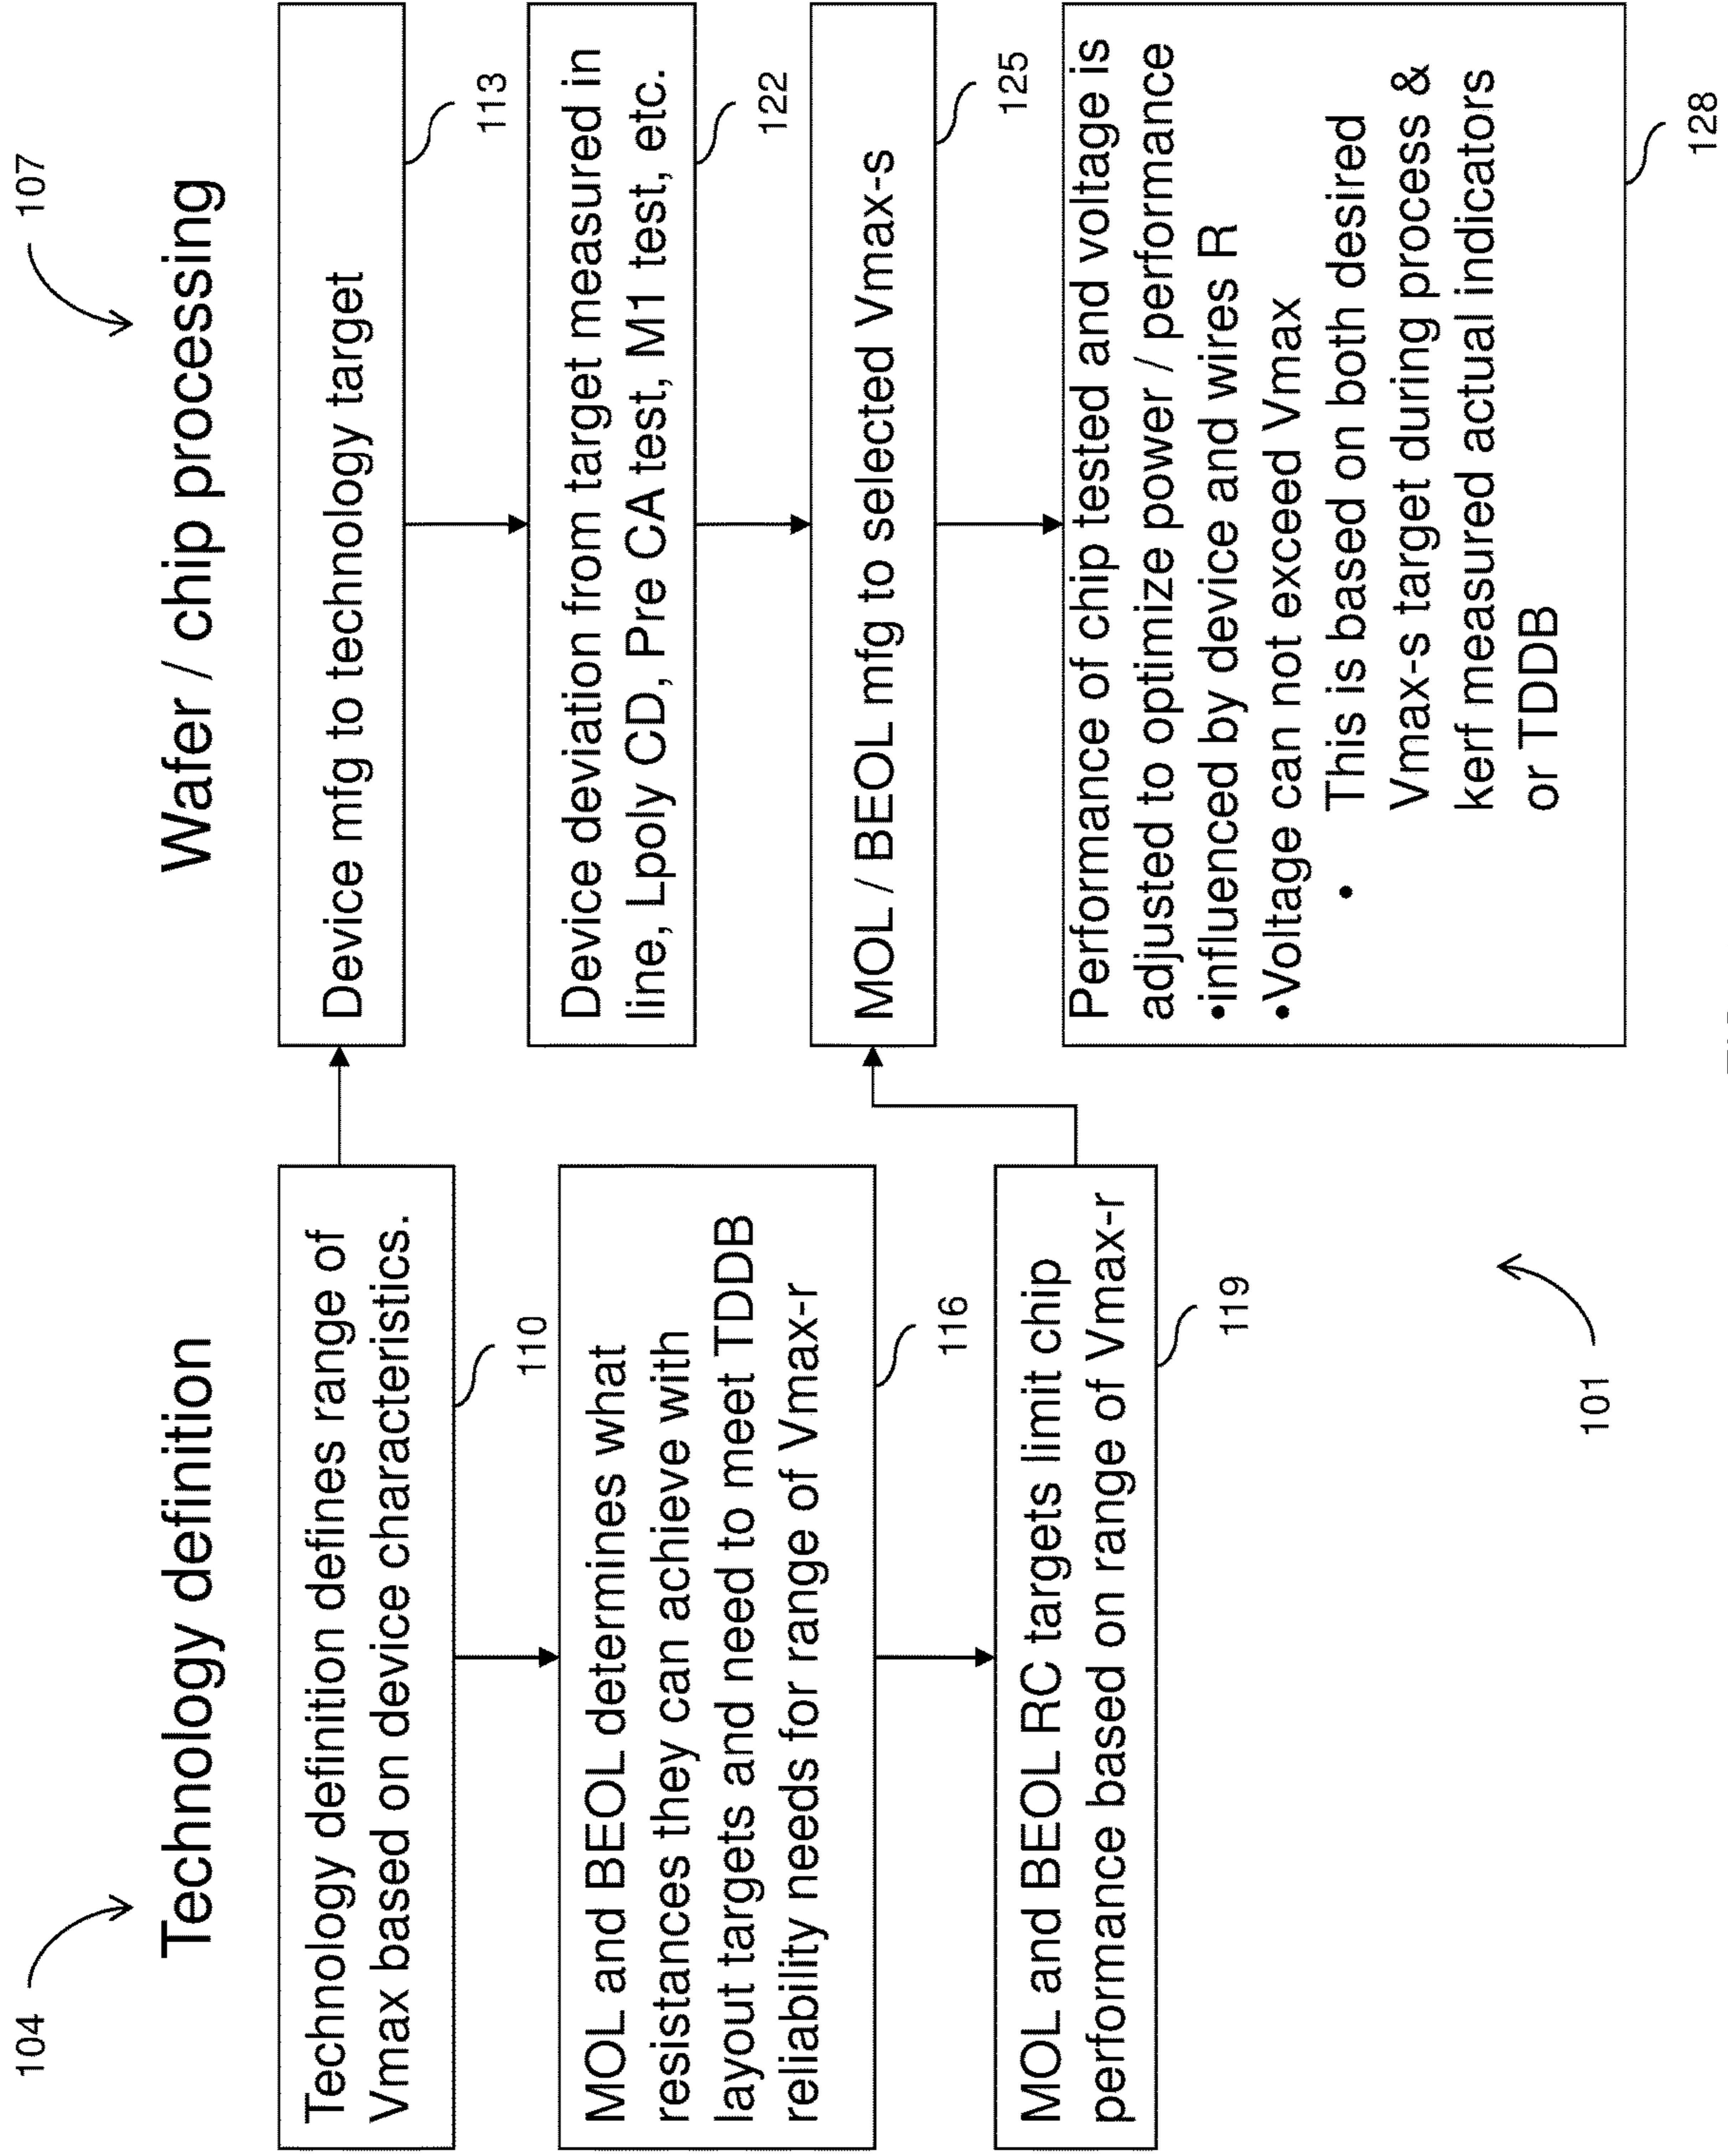 104
Technology definition
Technology definition defines range of
Vmax based on device characteristics.
110
MOL and BEOL determines what
resistances they can achieve with
layout targets and need to meet TDDB
reliability needs for range of Vmax-r
116
MOL and BEOL RC targets limit chip
performance based on range of Vmax-r
119
101
107
Wafer / chip processing
Device mfg to technology target
113
Device deviation from target measured in
line, Lpoly CD, Pre CA test, M1 test, etc.
122
MOL / BEOL mfg to selected Vmax-s
125
Performance of chip tested and voltage is
adjusted to optimize power / performance
•influenced by device and wires R
•Voltage can not exceed Vmax
• This is based on both desired
Vmax-s target during process &
kerf measured actual indicators
or TDDB
128